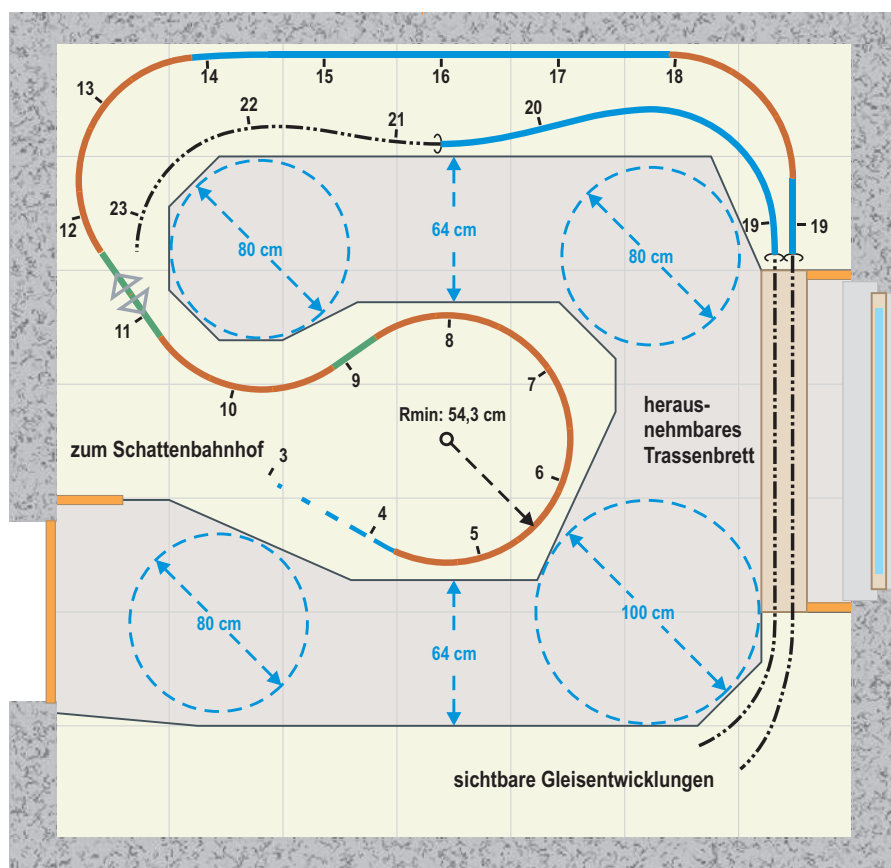 14
15
16
17
18
13
22
21
20
23
12
19
19
64 cm
80 cm
80 cm
11
8
9
7
10
Rmin: 54,3 cm
heraus-
nehmbares
Trassenbrett
zum Schattenbahnhof
3
6
4
5
80 cm
100 cm
64 cm
sichtbare Gleisentwicklungen